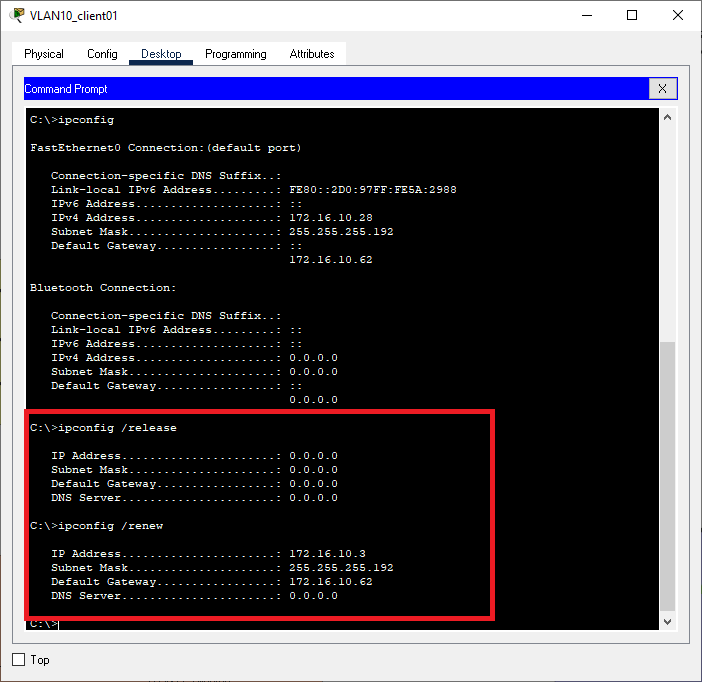 VLAN10_client01
Physical Config Desktop Programming Attributes
Command Prompt X
C:\>ipconfig
FastEthernet0 Connection:(default port)
Connection-specific DNS Suffix..:
Link-local IPv6 Address.........: FE80::2D0:97FF:FE5A:2988
IPv6 Address....................: ::
IPv4 Address....................: 172.16.10.28
Subnet Mask.....................: 255.255.255.192
Default Gateway.................: ::
172.16.10.62
Bluetooth Connection:
Connection-specific DNS Suffix..:
Link-local IPv6 Address.........: ::
IPv6 Address....................: ::
IPv4 Address....................: 0.0.0.0
Subnet Mask.....................: 0.0.0.0
Default Gateway.................: ::
0.0.0.0
C:\>ipconfig /release
IP Address......................: 0.0.0.0
Subnet Mask.....................: 0.0.0.0
Default Gateway.................: 0.0.0.0
DNS Server......................: 0.0.0.0
C:\>ipconfig /renew
IP Address......................: 172.16.10.3
Subnet Mask.....................: 255.255.255.192
Default Gateway.................: 172.16.10.62
DNS Server......................: 0.0.0.0
C:\>
Top